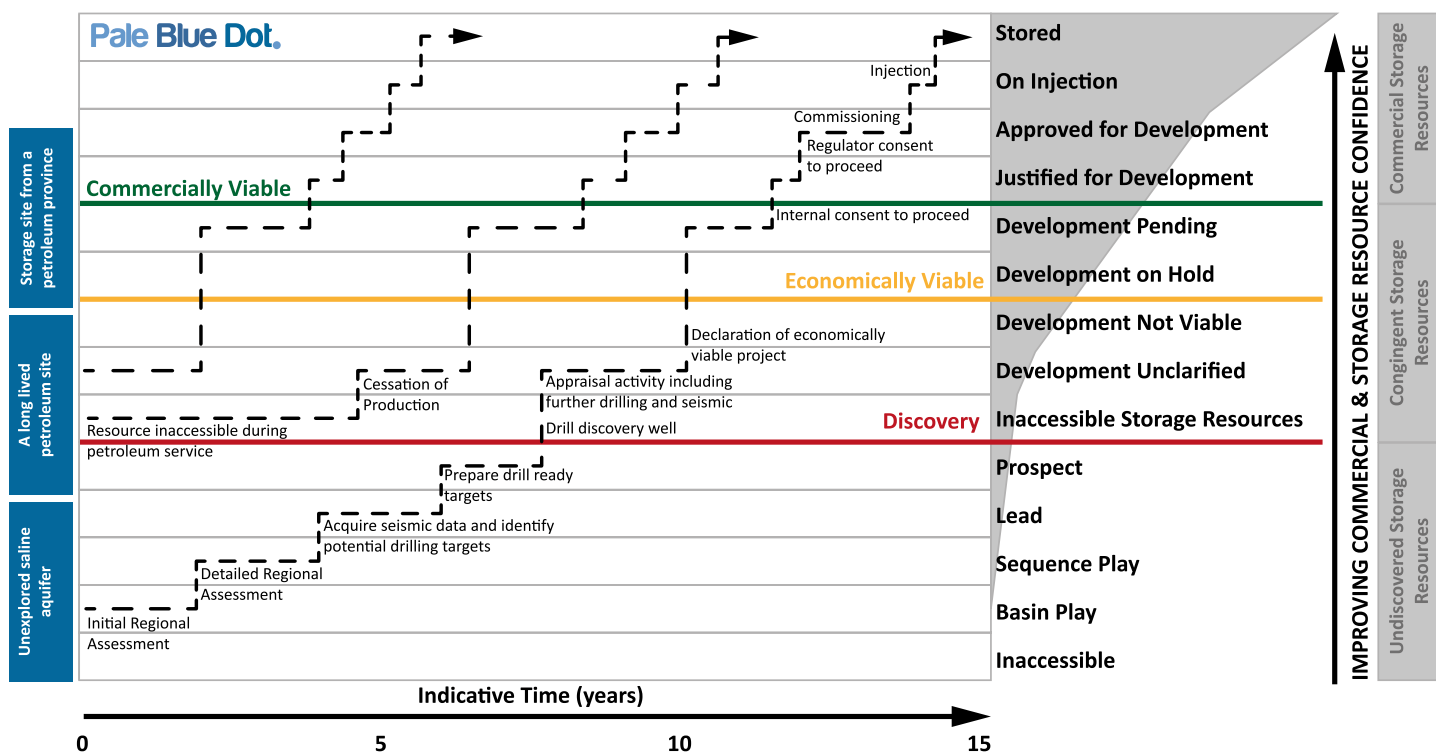 Pale Blue Dot.
Storage site from a
petroleum province
A long lived
petroleum site
Unexplored saline
aquifer
Commercially Viable
Economically Viable
Discovery
Injection
Commissioning
Regulator consent
to proceed
Internal consent to proceed
Declaration of economically
viable project
Cessation of
Production
Appraisal activity including
further drilling and seismic
Resource inaccessible during
petroleum service
Drill discovery well
Prepare drill ready
targets
Acquire seismic data and identify
potential drilling targets
Detailed Regional
Assessment
Initial Regional
Assessment
Stored
On Injection
Approved for Development
Justified for Development
Development Pending
Development on Hold
Development Not Viable
Development Unclarified
Inaccessible Storage Resources
Prospect
Lead
Sequence Play
Basin Play
Inaccessible
IMPROVING COMMERCIAL & STORAGE RESOURCE CONFIDENCE
Commercial Storage
Resources
Congingent Storage
Resources
Undiscovered Storage
Resources
Indicative Time (years)
0 5 10 15